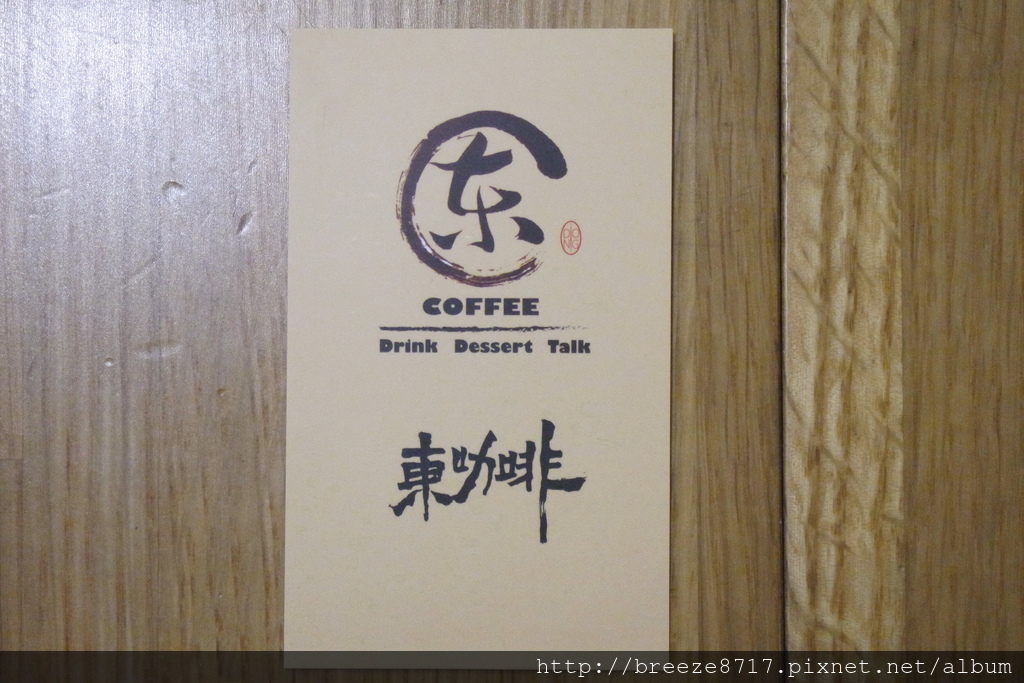 东
COFFEE
Drink Dessert Talk
東咖啡
http://breeze8717.pixnet.net/album